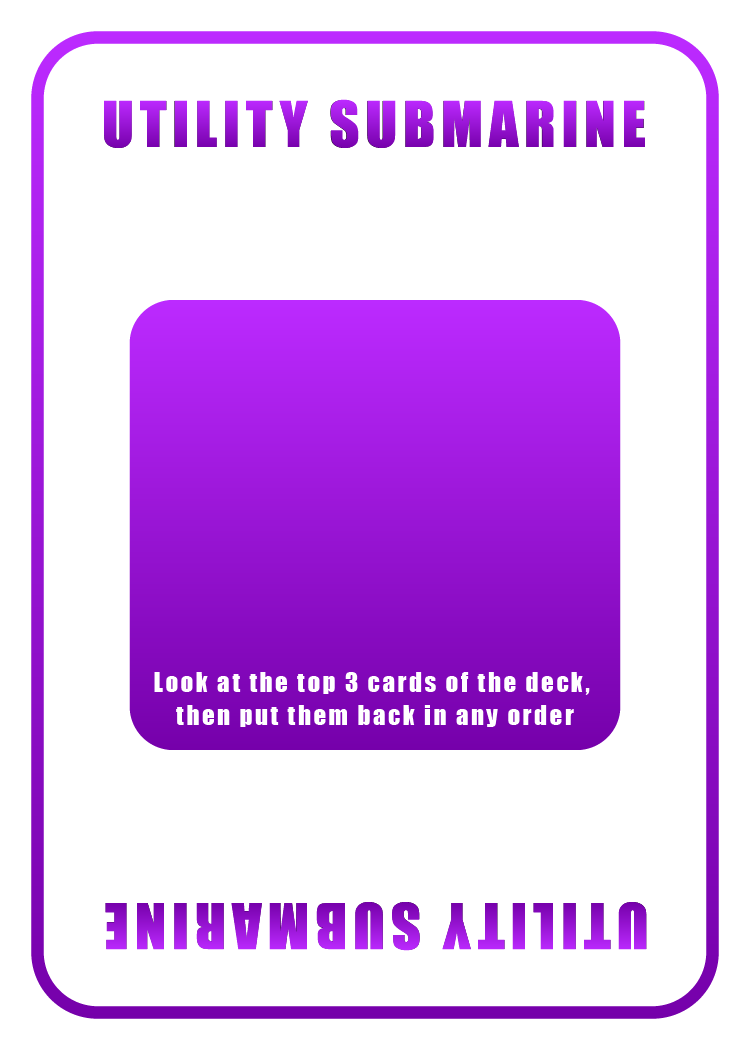 UTILITY SUBMARINE
Look at the top 3 cards of the deck,
then put them back in any order
UTILITY SUBMARINE